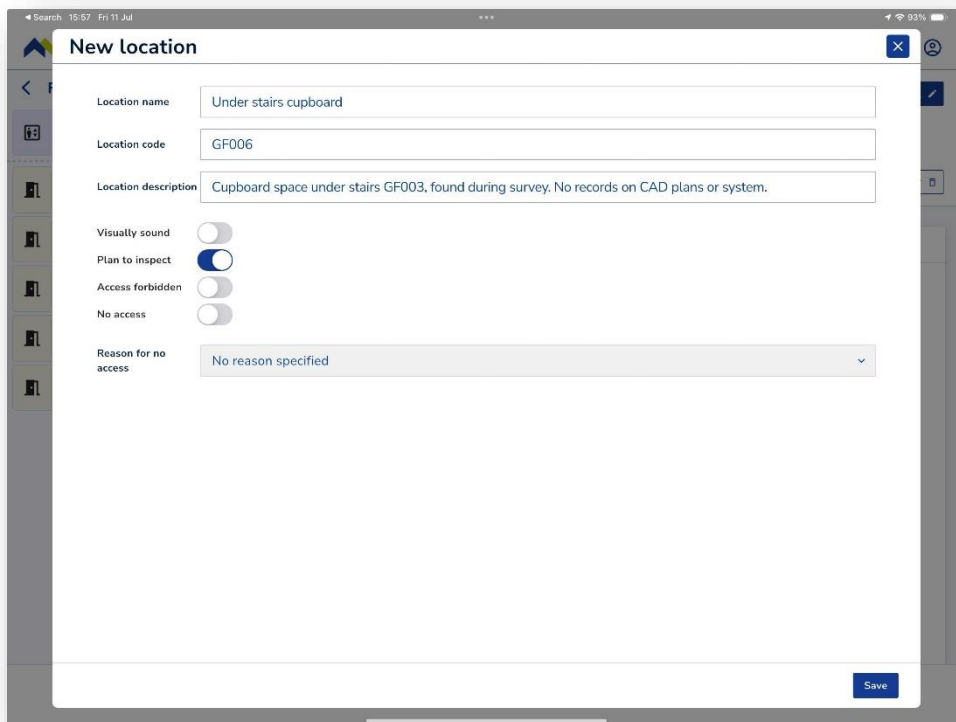 Search 15:57 Fri 11 Jul 93%
New location
Location name Under stairs cupboard
Location code GF006
Location description Cupboard space under stairs GF003, found during survey. No records on CAD plans or system.
Visually sound
Plan to inspect
Access forbidden
No access
Reason for no
access
No reason specified
Save